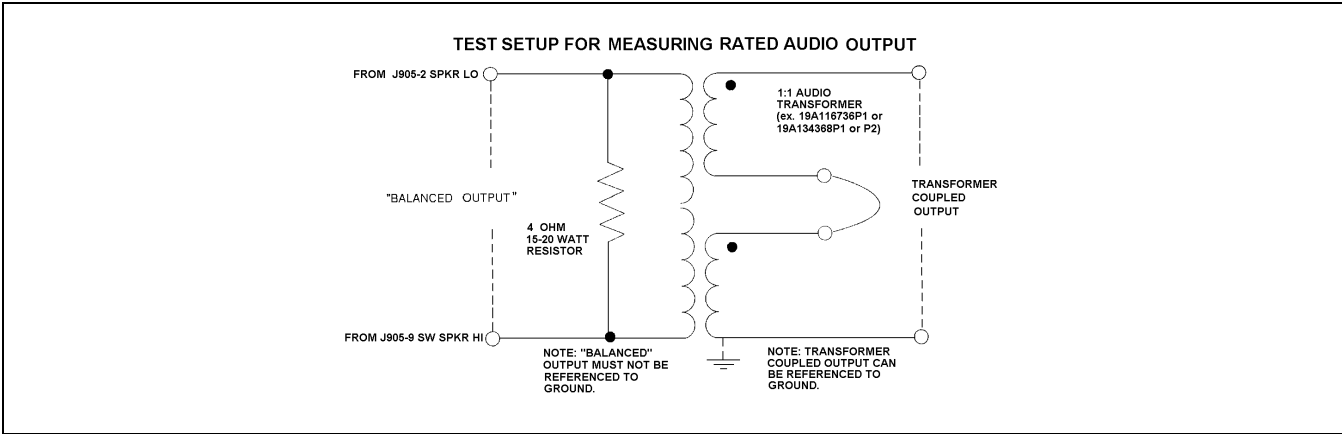 TEST SETUP FOR MEASURING RATED AUDIO OUTPUT
FROM J905-2 SPKR LO
1:1 AUDIO
TRANSFORMER
(ex. 19A116736P1 or
19A134368P1 or P2)
"BALANCED OUTPUT"
4 OHM
15-20 WATT
RESISTOR
TRANSFORMER
COUPLED
OUTPUT
FROM J905-9 SW SPKR HI
NOTE: "BALANCED"
OUTPUT MUST NOT BE
REFERENCED TO
GROUND.
NOTE: TRANSFORMER
COUPLED OUTPUT CAN
BE REFERENCED TO
GROUND.